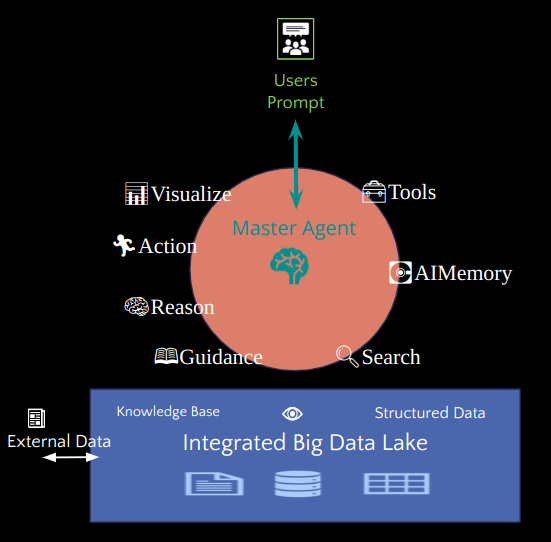 Users
Prompt
Visualize
Tools
Master Agent
Action
AIMemory
Reason
Guidance
Search
Knowledge Base
Structured Data
External Data
Integrated Big Data Lake